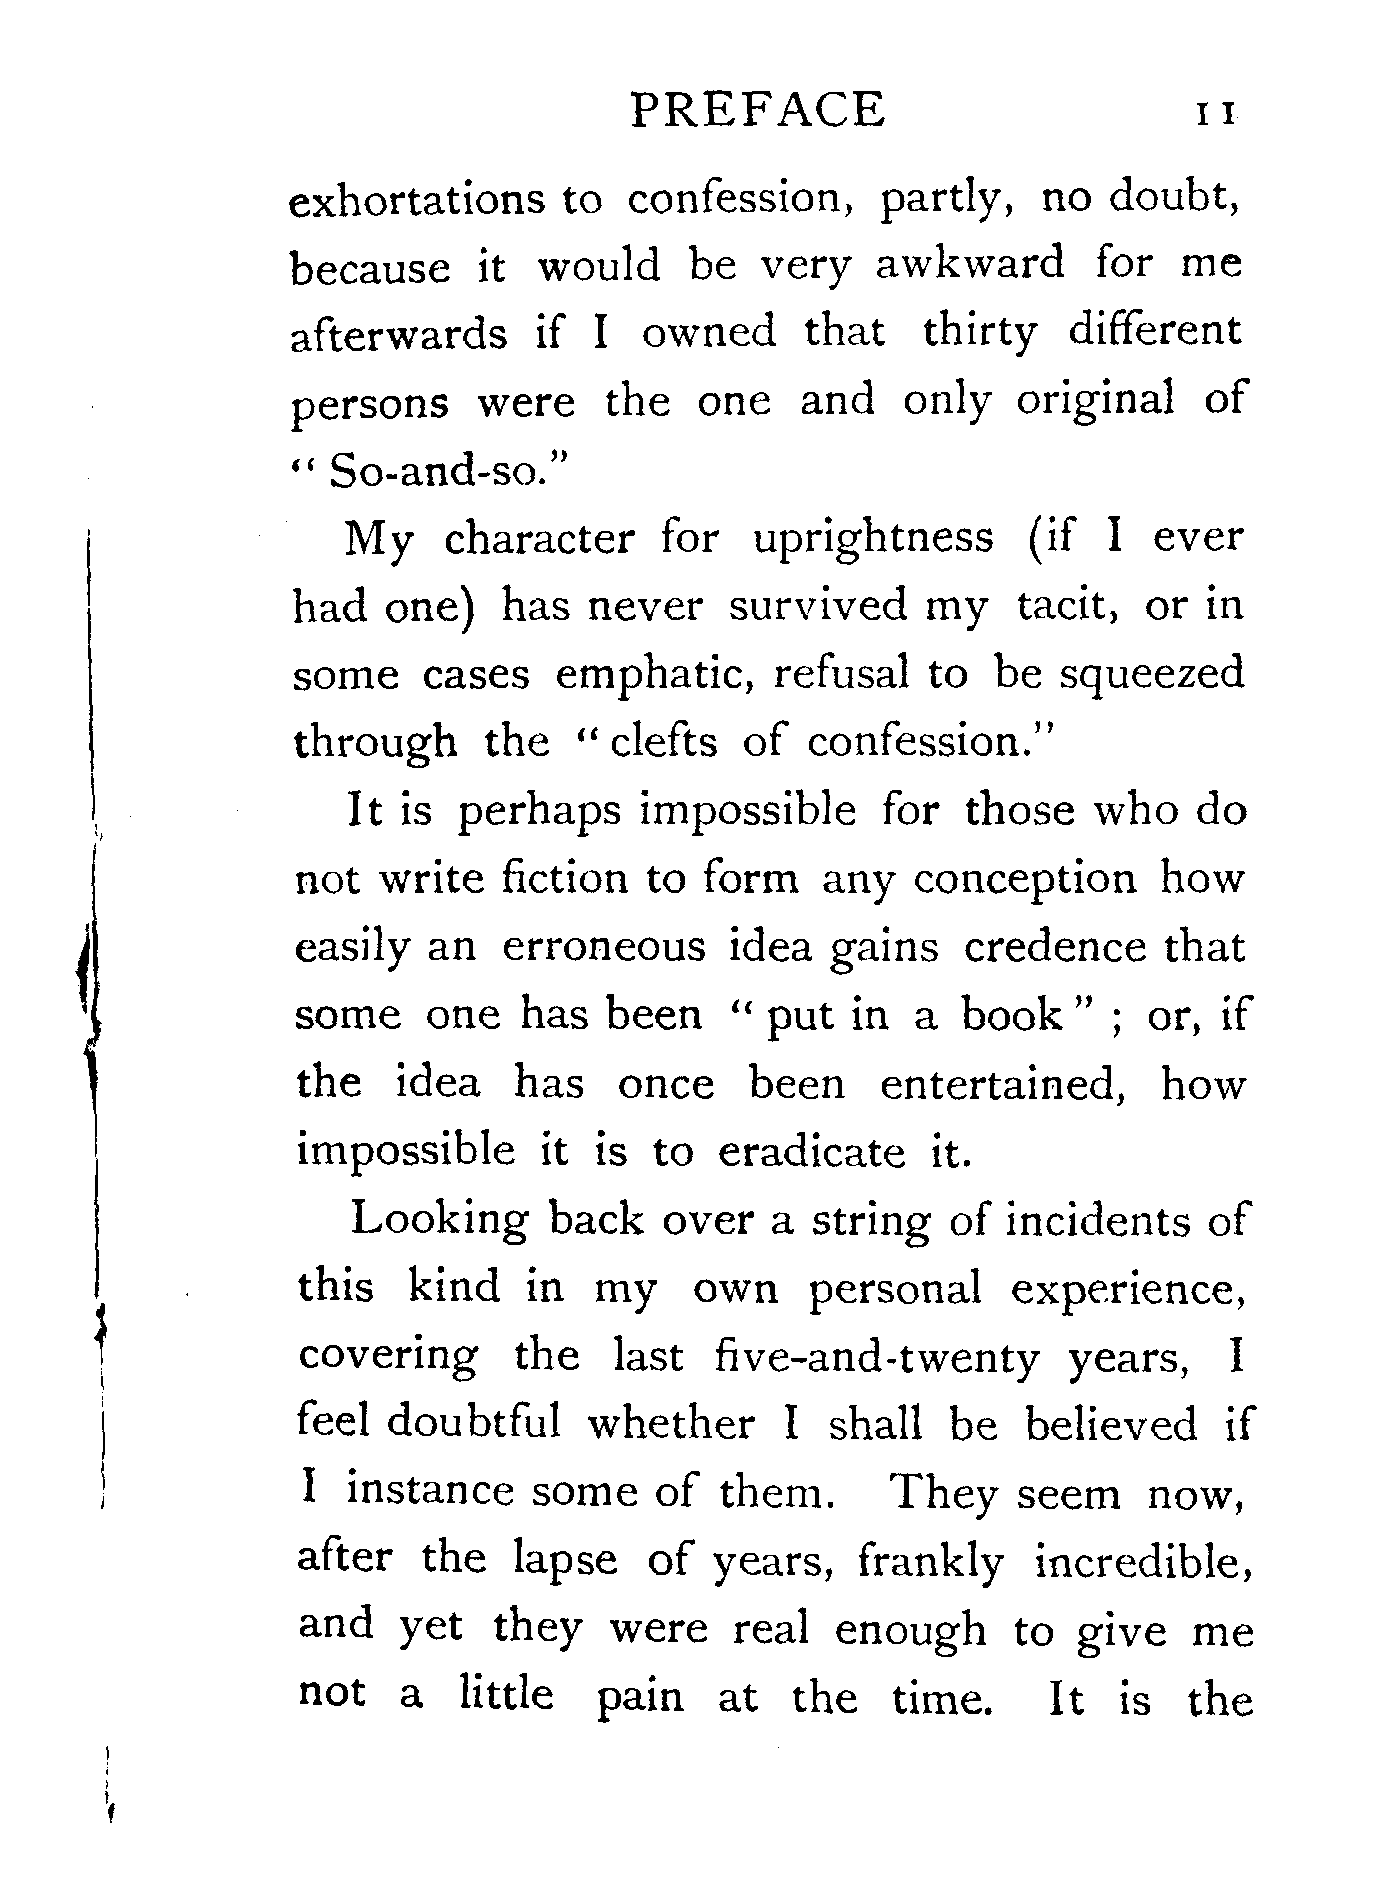 PREFACE 11
exhortations to confession, partly, no doubt,
because it would be very awkward for me
afterwards if I owned that thirty different
persons were the one and only original of
“ So-and-so.”
My character for uprightness (if I ever
had one) has never survived my tacit, or in
some cases emphatic, refusal to be squeezed
through the “ clefts of confession.”
It is perhaps impossible for those who do
not write fiction to form any conception how
easily an erroneous idea gains credence that
some one has been “ put in a book ” ; or, if
the idea has once been entertained, how
impossible it is to eradicate it.
Looking back over a string of incidents of
this kind in my own personal experience,
covering the last five-and-twenty years, I
feel doubtful whether I shall be believed if
I instance some of them. They seem now,
after the lapse of years, frankly incredible,
and yet they were real enough to give me
not a little pain at the time. It is the